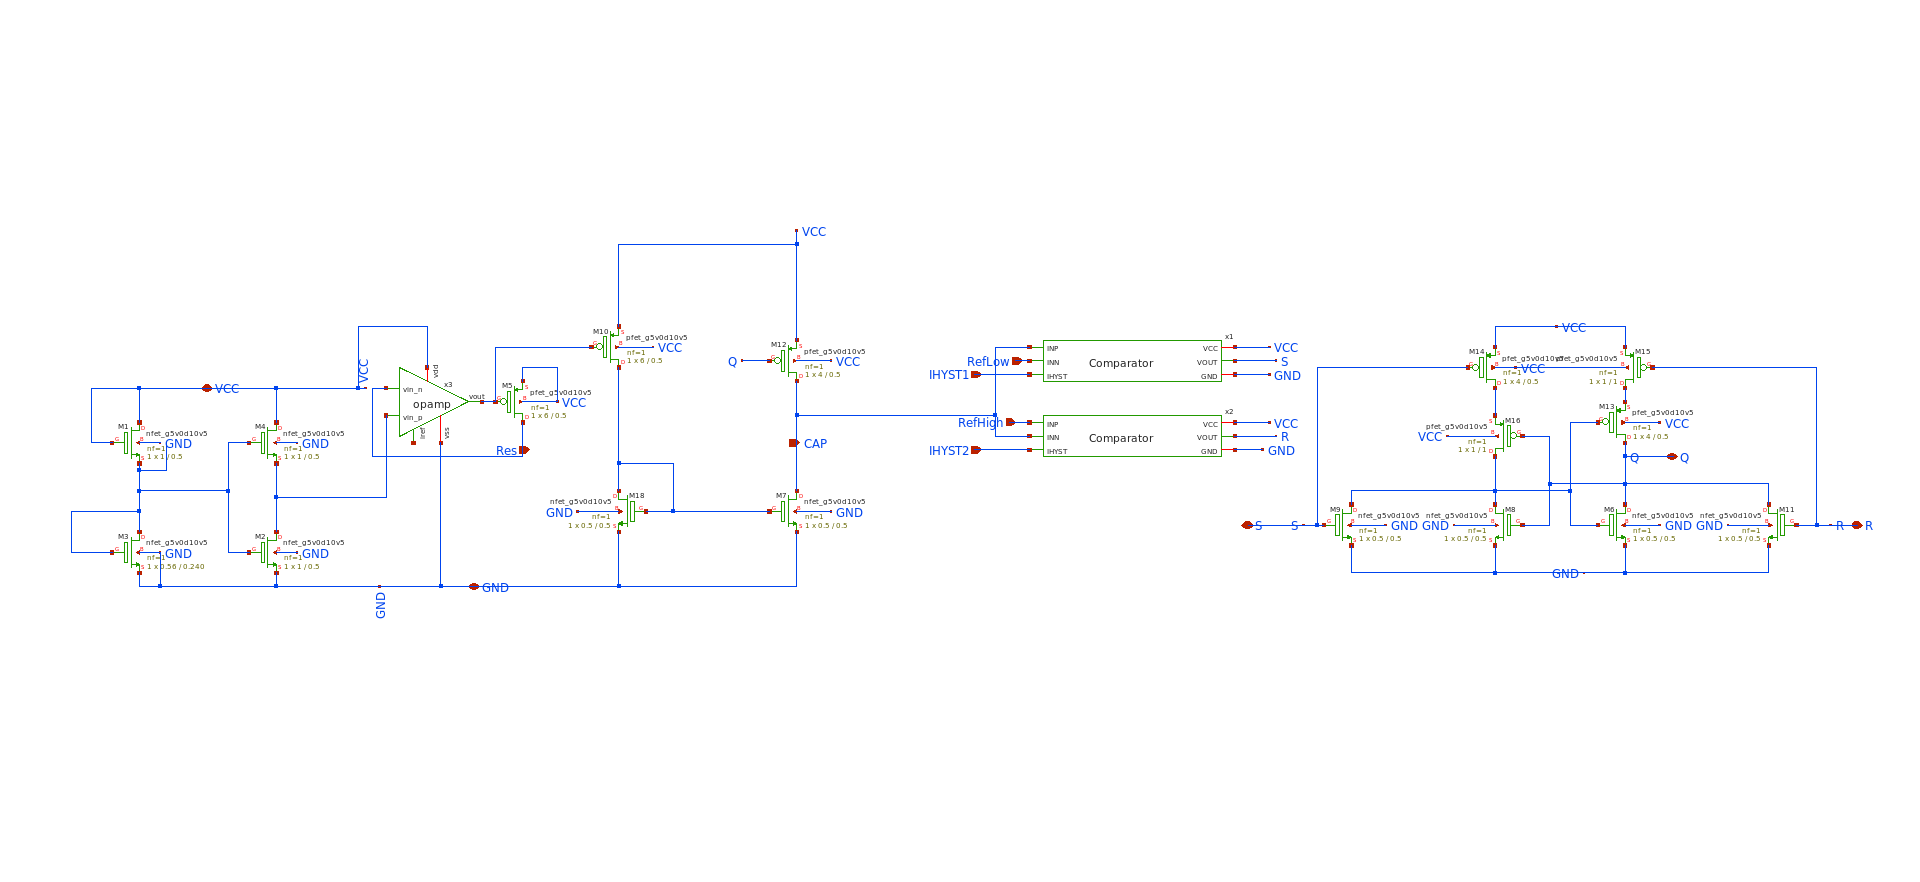 VCC
M1
G
D
B
S
nfet_g5v0d10v5
GND
nf=1
1 x 1 / 0.5
M4
G
D
B
S
nfet_g5v0d10v5
GND
nf=1
1 x 1 / 0.5
M3
G
D
B
S
nfet_g5v0d10v5
GND
nf=1
1 x 0.56 / 0.240
M2
G
D
B
S
nfet_g5v0d10v5
GND
nf=1
1 x 1 / 0.5
GND
GND
VCC
vdd
x3
vin_n
opamp
vin_p
vout
iref
vss
M5
G
S
B
D
pfet_g5v0d10v5
VCC
nf=1
1 x 6 / 0.5
Res
M10
G
S
B
D
pfet_g5v0d10v5
VCC
nf=1
1 x 6 / 0.5
VCC
Q
M12
G
S
B
D
pfet_g5v0d10v5
VCC
nf=1
1 x 4 / 0.5
CAP
M18
G
D
B
S
nfet_g5v0d10v5
GND
nf=1
1 x 0.5 / 0.5
M7
G
D
B
S
nfet_g5v0d10v5
GND
nf=1
1 x 0.5 / 0.5
x1
RefLow
IHYST1
INP
INN
IHYST
Comparator
VCC
VOUT
GND
VCC
S
GND
x2
RefHigh
IHYST2
INP
INN
IHYST
Comparator
VCC
VOUT
GND
VCC
R
GND
VCC
M14
G
S
B
D
pfet_g5v0d10v5
VCC
nf=1
1 x 4 / 0.5
M15
G
S
B
D
pfet_g5v0d10v5
nf=1
1 x 1 / 1
M16
G
S
B
D
pfet_g5v0d10v5
VCC
nf=1
1 x 1 / 1
M13
G
S
B
D
pfet_g5v0d10v5
VCC
nf=1
1 x 4 / 0.5
Q
Q
S
S
M9
G
D
B
S
nfet_g5v0d10v5
GND
nf=1
1 x 0.5 / 0.5
M8
G
D
B
S
nfet_g5v0d10v5
GND
nf=1
1 x 0.5 / 0.5
M6
G
D
B
S
nfet_g5v0d10v5
GND
nf=1
1 x 0.5 / 0.5
M11
G
D
B
S
nfet_g5v0d10v5
GND
nf=1
1 x 0.5 / 0.5
R
R
GND